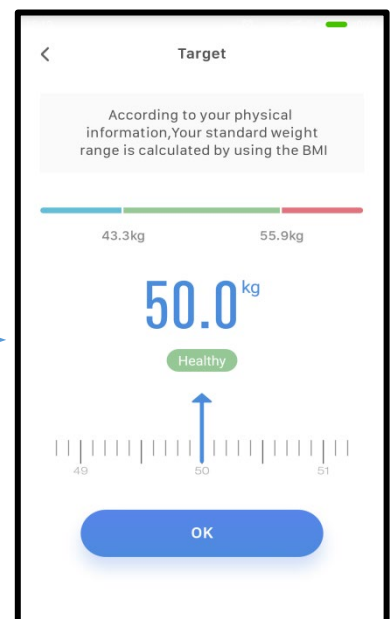 Target
According to your physical
information,Your standard weight
range is calculated by using the BMI
43.3kg 55.9kg
50.0kg
Healthy
49 50 51
OK